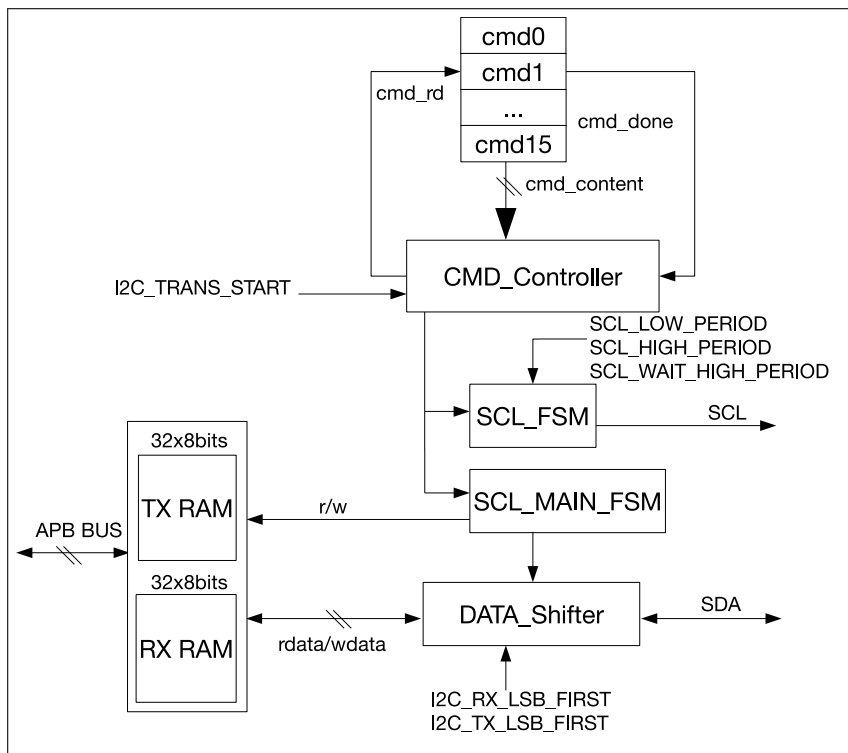 cmd0
cmd1
cmd_rd
...
cmd_done
cmd15
cmd_content
CMD_Controller
I2C_TRANS_START
SCL_LOW_PERIOD
SCL_HIGH_PERIOD
SCL_WAIT_HIGH_PERIOD
SCL_FSM
SCL
32x8bits
TX RAM
r/w
SCL_MAIN_FSM
APB BUS
32x8bits
RX RAM
rdata/wdata
DATA_Shifter
SDA
I2C_RX_LSB_FIRST
I2C_TX_LSB_FIRST